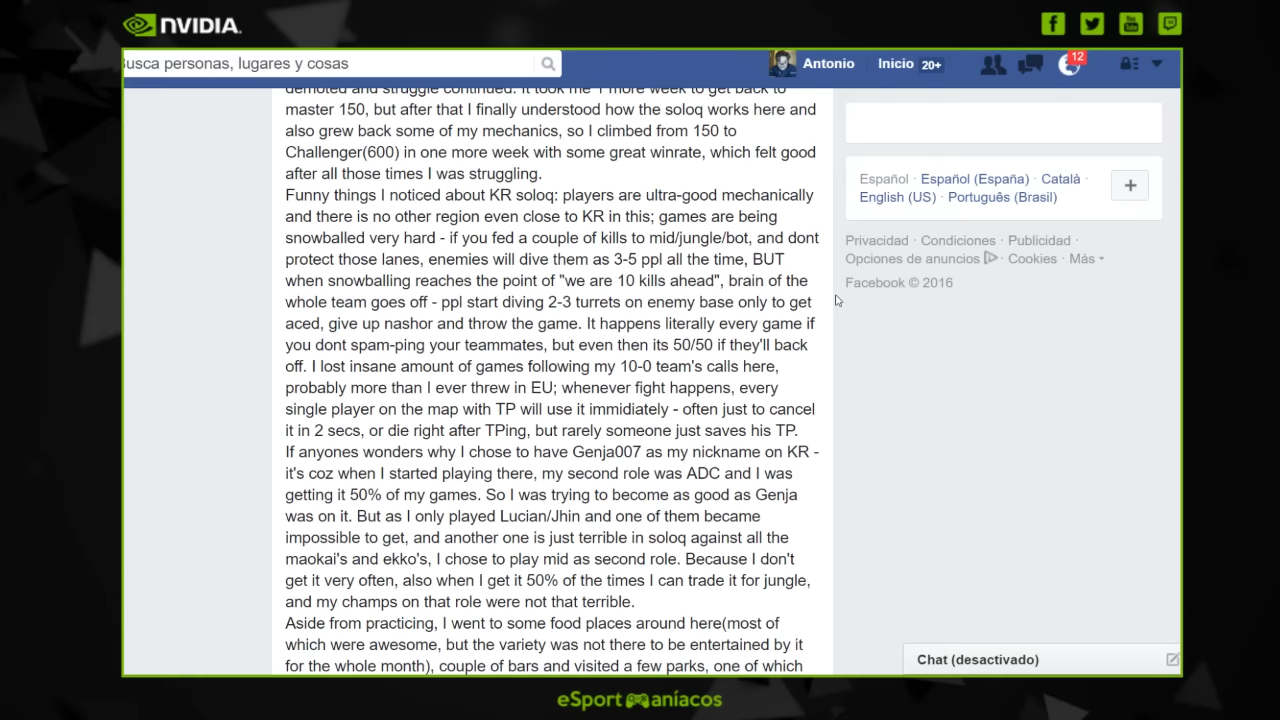 NVIDIA.
Busca personas, lugares y cosas
Antonio
Inicio 20+
12
demoted and struggle continued. It took me 1 more week to get back to
master 150, but after that I finally understood how the soloq works here and
also grew back some of my mechanics, so I climbed from 150 to
Challenger(600) in one more week with some great winrate, which felt good
after all those times I was struggling.
Funny things I noticed about KR soloq: players are ultra-good mechanically
and there is no other region even close to KR in this; games are being
snowballed very hard - if you fed a couple of kills to mid/jungle/bot, and dont
protect those lanes, enemies will dive them as 3-5 ppl all the time, BUT
when snowballing reaches the point of "we are 10 kills ahead", brain of the
whole team goes off - ppl start diving 2-3 turrets on enemy base only to get
aced, give up nashor and throw the game. It happens literally every game if
you dont spam-ping your teammates, but even then its 50/50 if they'll back
off. I lost insane amount of games following my 10-0 team's calls here,
probably more than I ever threw in EU; whenever fight happens, every
single player on the map with TP will use it immidiately - often just to cancel
it in 2 secs, or die right after TPing, but rarely someone just saves his TP.
If anyones wonders why I chose to have Genja007 as my nickname on KR -
it's coz when I started playing there, my second role was ADC and I was
getting it 50% of my games. So I was trying to become as good as Genja
was on it. But as I only played Lucian/Jhin and one of them became
impossible to get, and another one is just terrible in soloq against all the
maokai's and ekko's, I chose to play mid as second role. Because I don't
get it very often, also when I get it 50% of the times I can trade it for jungle,
and my champs on that role were not that terrible.
Aside from practicing, I went to some food places around here(most of
which were awesome, but the variety was not there to be entertained by it
for the whole month), couple of bars and visited a few parks, one of which
Español · Español (España) · Català ·
English (US) · Português (Brasil)
+
Privacidad · Condiciones · Publicidad ·
Opciones de anuncios · Cookies · Más
Facebook © 2016
Chat (desactivado)
eSportmaníacos